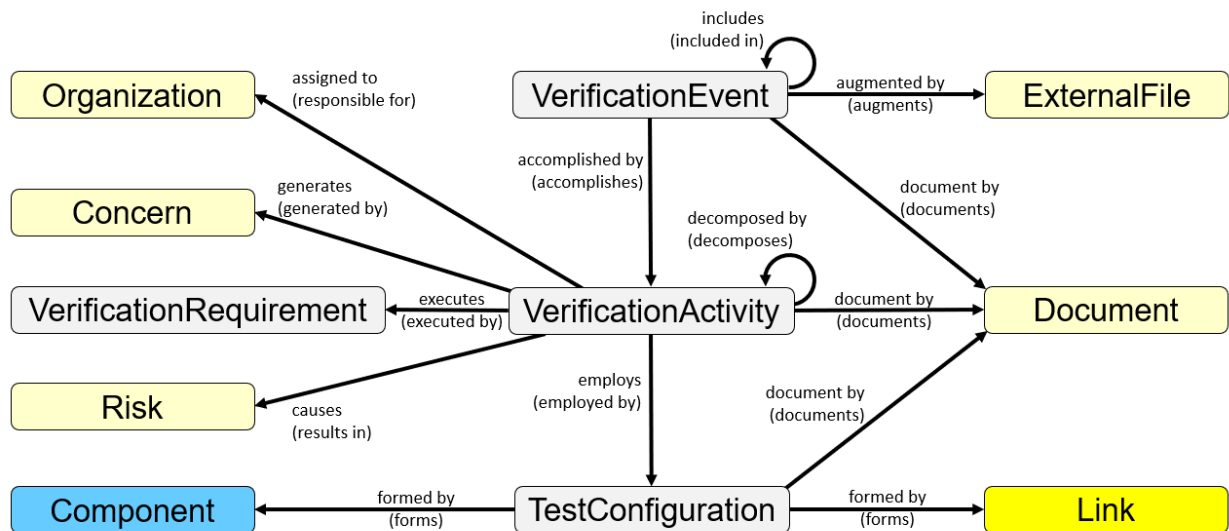 includes
(included in)
assigned to
(responsible for)
Organization
VerificationEvent
augmented by
(augments)
ExternalFile
accomplished by
(accomplishes)
document by
(documents)
generates
(generated by)
Concern
decomposed by
(decomposes)
VerificationRequirement
executes
(executed by)
VerificationActivity
document by
(documents)
Document
employs
(employed by)
document by
(documents)
Risk
causes
(results in)
Component
formed by
(forms)
TestConfiguration
formed by
(forms)
Link